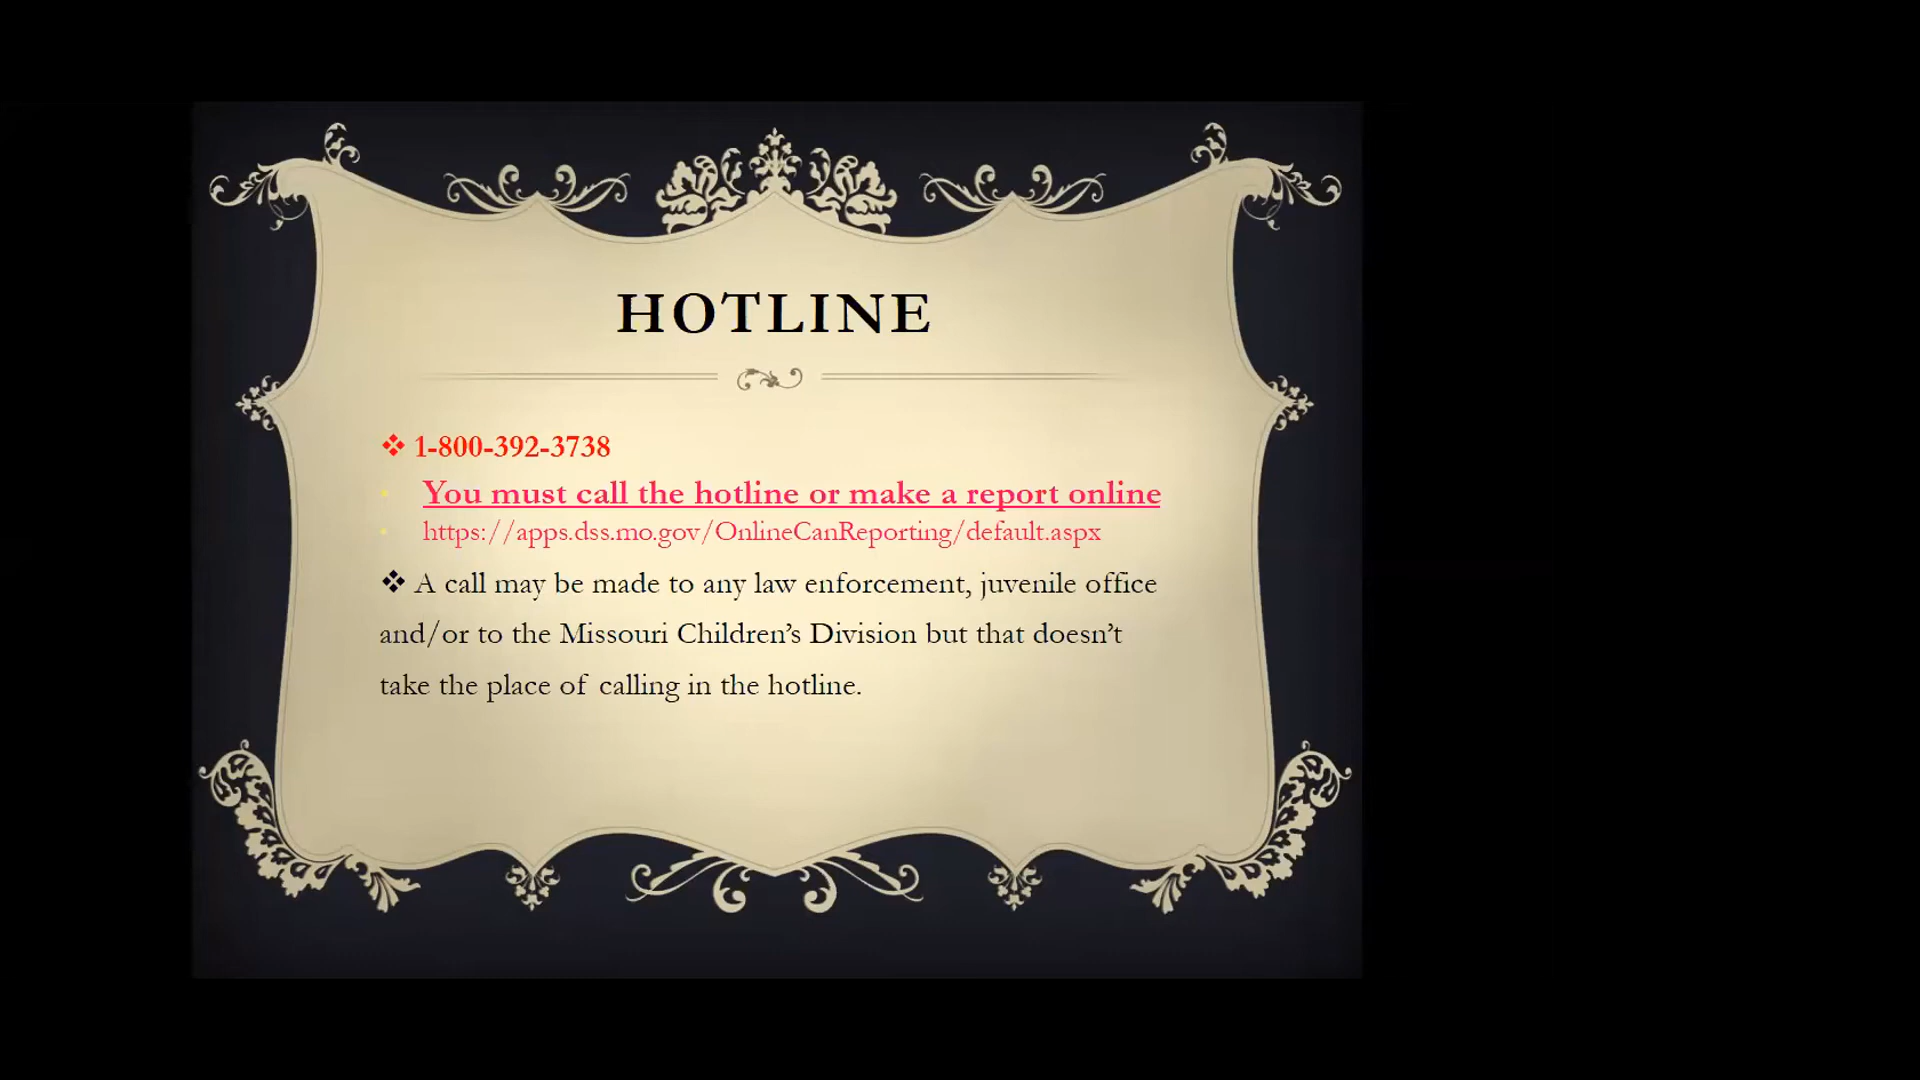 HOTLINE
❖ 1-800-392-3738
• You must call the hotline or make a report online
• https://apps.dss.mo.gov/OnlineCanReporting/default.aspx
❖ A call may be made to any law enforcement, juvenile office
and/or to the Missouri Children’s Division but that doesn’t
take the place of calling in the hotline.